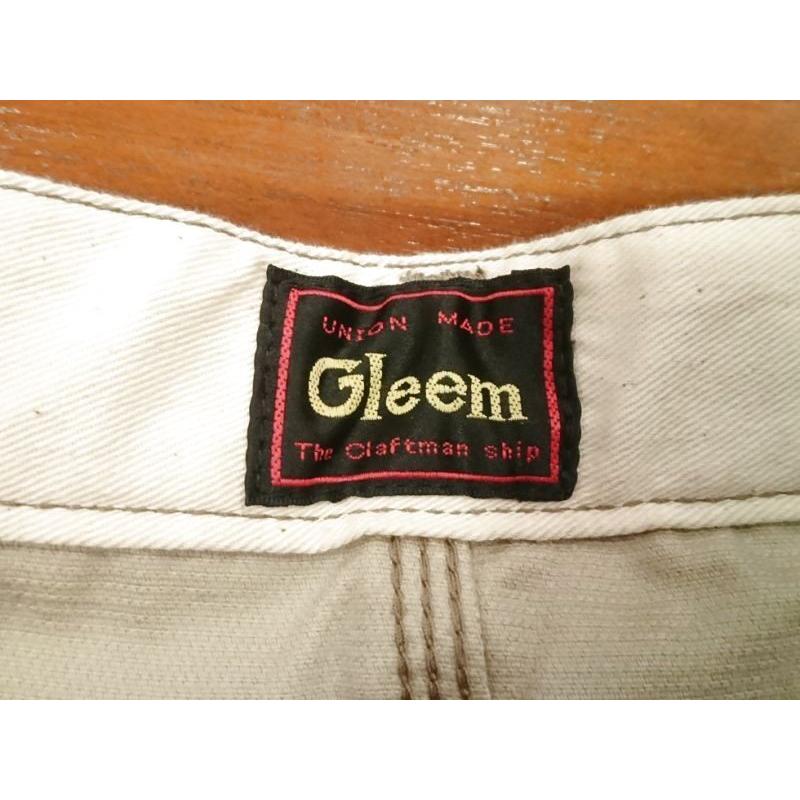 UNION MADE
Gleem
The Claftman ship